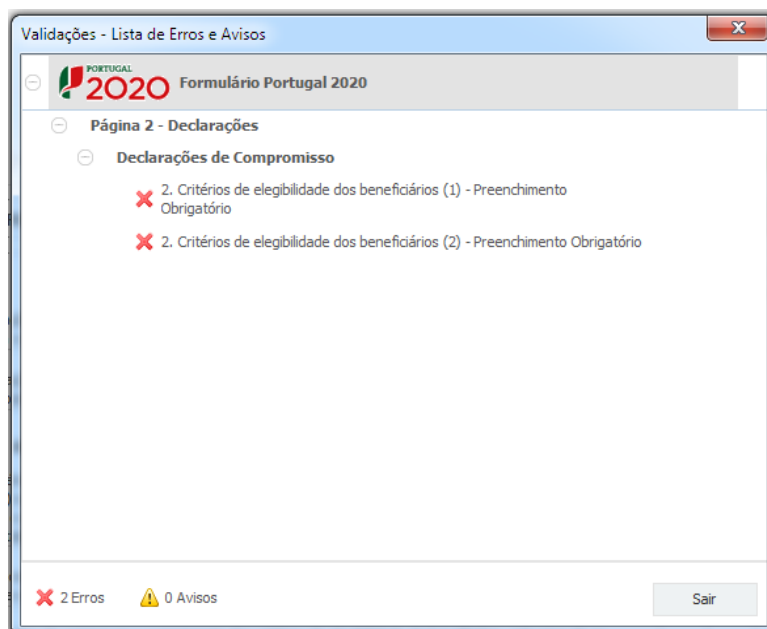 Validações - Lista de Erros e Avisos
PORTUGAL
2020 Formulário Portugal 2020
Página 2 - Declarações
Declarações de Compromisso
2. Critérios de elegibilidade dos beneficiários (1) - Preenchimento
Obrigatório
2. Critérios de elegibilidade dos beneficiários (2) - Preenchimento Obrigatório
2 Erros
0 Avisos
Sair